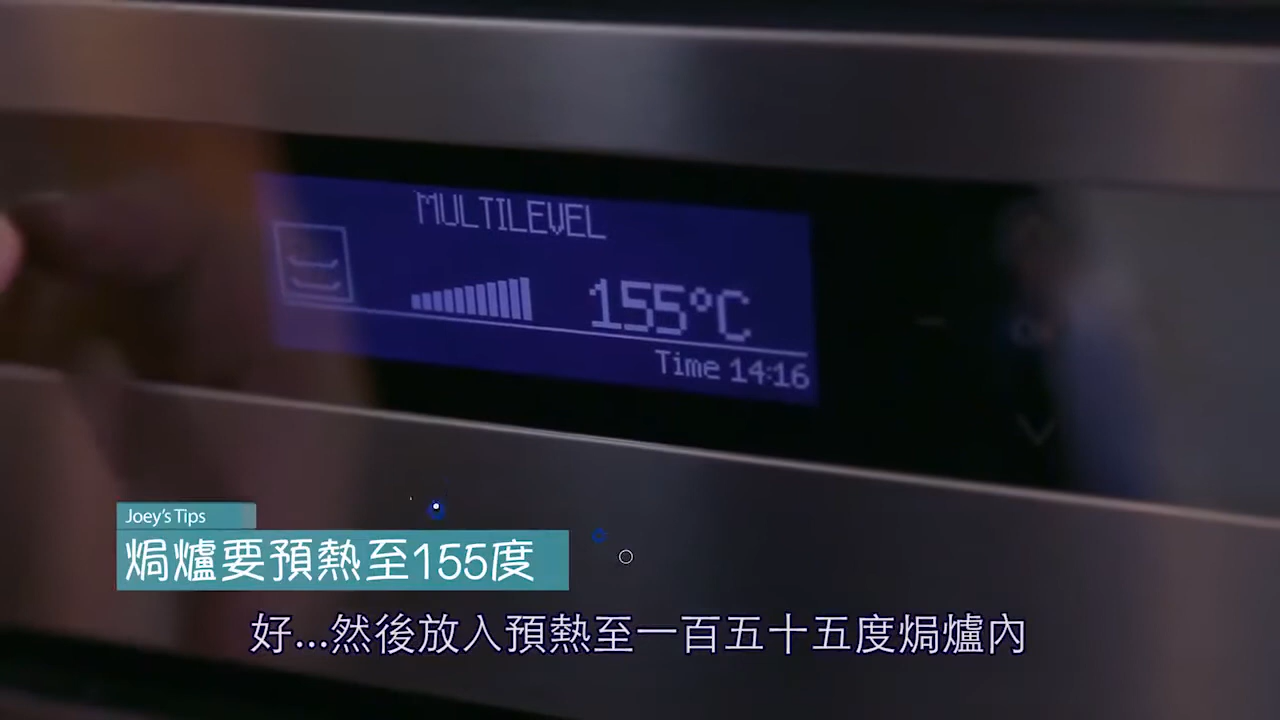 MULTILEVEL
155°C
Time 14:16
Joey's Tips
焗爐要預熱至155度
好...然後放入預熱至一百五十五度焗爐內